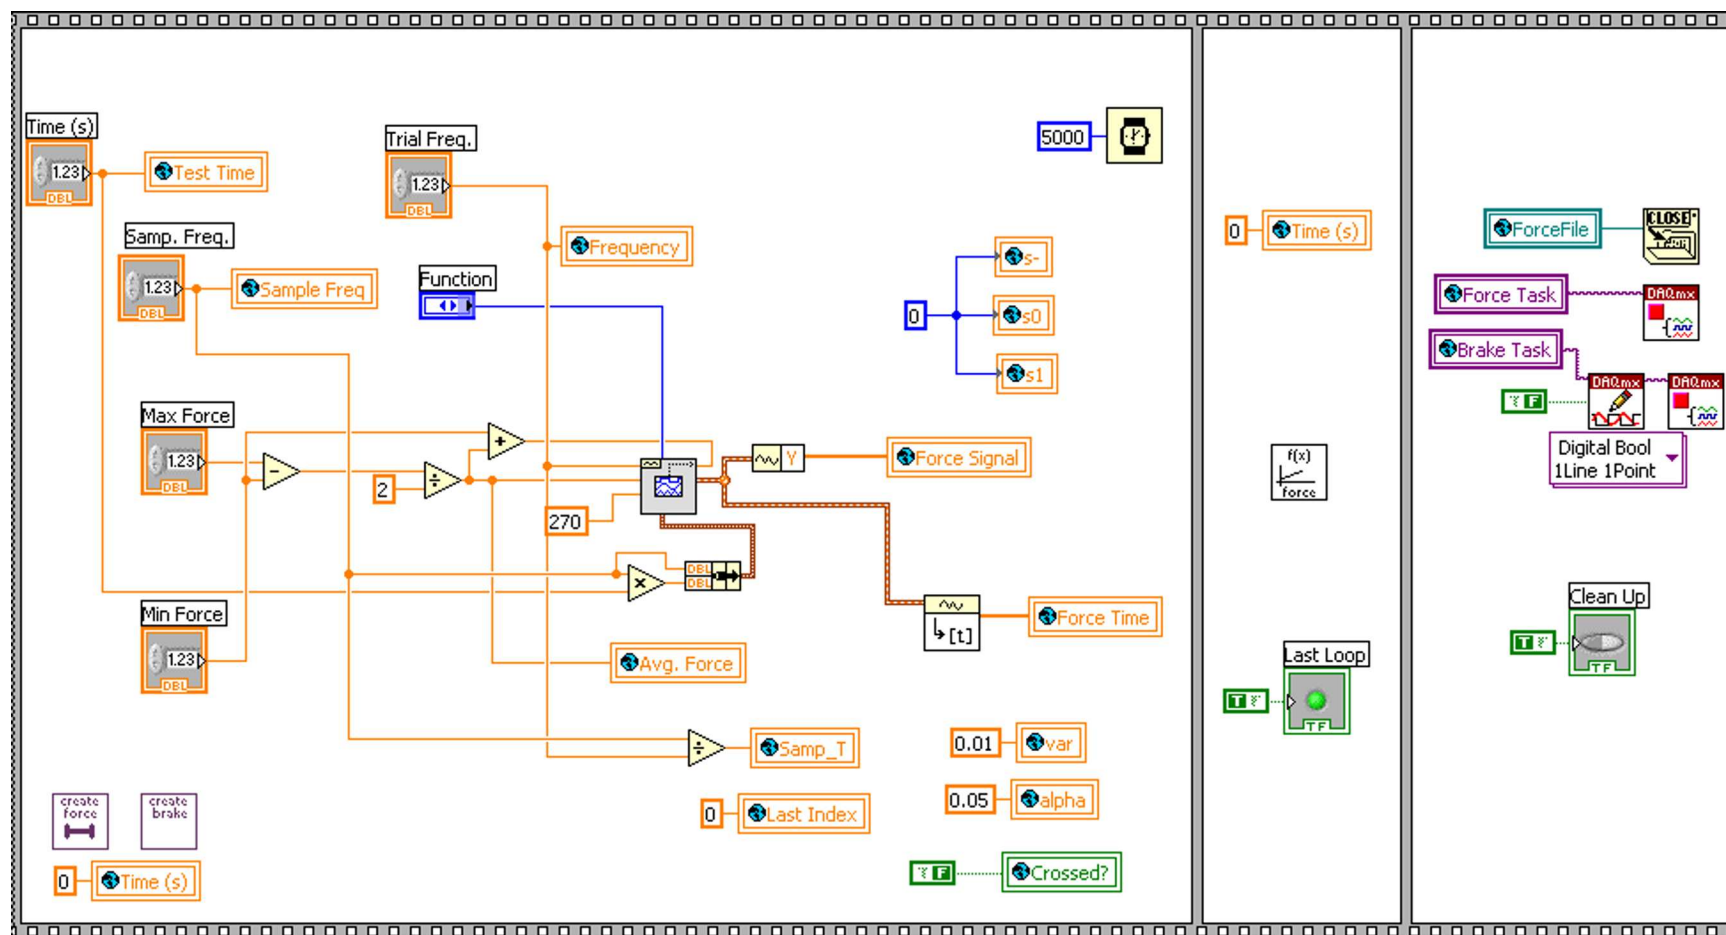 Time (s)
1.23
DBL
Test Time
Samp. Freq.
1.23
DBL
Sample Freq
Trial Freq.
1.23
DBL
Frequency
Function
Max Force
1.23
DBL
2
270
Min Force
1.23
DBL
DBL
DBL
Y
Force Signal
[t]
Force Time
Avg. Force
Samp_T
0
Last Index
create
force
create
brake
0
Time (s)
5000
0
s-
s0
s1
0.01
var
0.05
alpha
F
Crossed?
0
Time (s)
f(x)
force
Last Loop
T
TF
ForceFile
CLOSE
Force Task
DAQmx
Brake Task
DAQmx
DAQmx
F
Digital Bool
1Line 1Point
Clean Up
T
TF